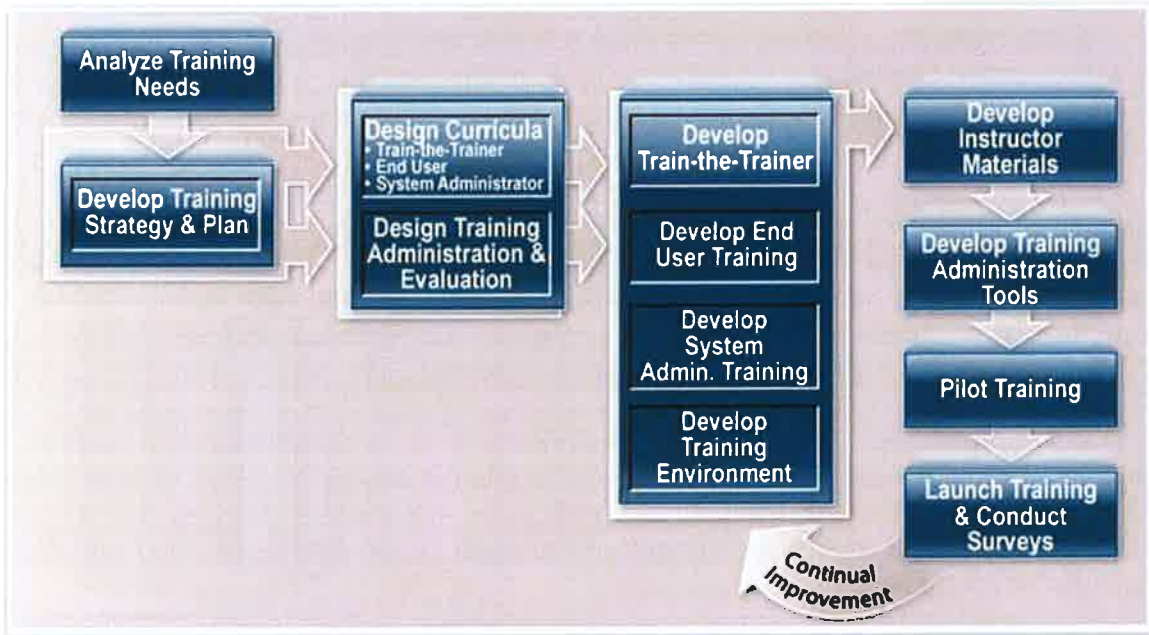 Analyze Training
Needs
Develop Training
Strategy & Plan
Design Curricula
• Train-the-Trainer
• End User
• System Administrator
Design Training
Administration &
Evaluation
Develop
Train-the-Trainer
Develop End
User Training
Develop
System
Admin. Training
Develop
Training
Environment
Develop
Instructor
Materials
Develop Training
Administration
Tools
Pilot Training
Launch Training
& Conduct
Surveys
Continual
Improvement